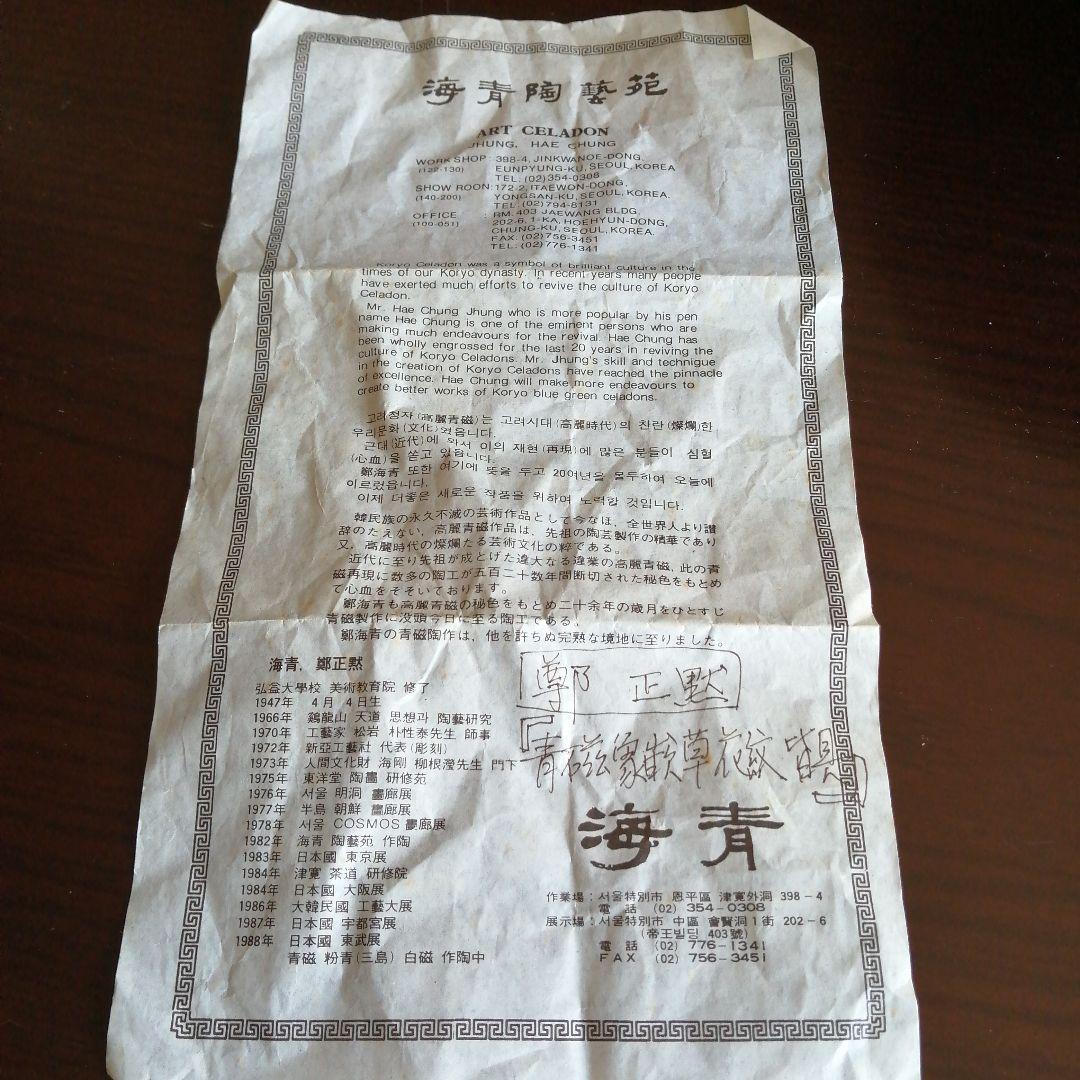 海青陶藝苑
ART CELADON
JHUNG, HAE CHUNG
WORK SHOP : 398-4, JINKWANOE-DONG,
(122-130) EUNPYUNG-KU, SEOUL, KOREA
TEL: (02) 354-0308
SHOW ROON: 172-2, ITAEWON-DONG,
(140-200) YONGSAN-KU, SEOUL, KOREA.
TEL: (02) 794-8131
OFFICE : RM. 403 JAEWANG BLDG,
(100-051) 202-6, 1-KA, HOEHYUN-DONG,
CHUNG-KU, SEOUL, KOREA.
FAX. (02) 756-3451
TEL: (02) 776-1341
Koryo Celadon was a symbol of brilliant culture in the
times of our Koryo dynasty. In recent years many people
have exerted much efforts to revive the culture of Koryo
Celadon.
Mr. Hae Chung Jhung who is more popular by his pen
name Hae Chung is one of the eminent persons who are
making much endeavours for the revival. Hae Chung has
been wholly engrossed for the last 20 years in reviving the
culture of Koryo Celadons. Mr. Jhung's skill and technigue
in the creation of Koryo Celadons have reached the pinnacle
of excellence. Hae Chung will make more endeavours to
create better works of Koryo blue green celadons.
고려청자(高麗青磁)는 고려시대(高麗時代)의 찬란(燦爛)한
우리문화(文化)였읍니다.
근대(近代)에 와서 이의 재현(再現)에 많은 분들이 심혈
(心血)을 쏟고 있읍니다.
鄭海青 또한 여기에 뜻을 두고 20여년을 몰두하여 오늘에
이르렀읍니다.
이제 더좋은 새로운 작품을 위하여 노력할 것입니다.
韓民族の永久不滅の芸術作品として今なほ、全世界人より讃
辞のたえない、高麗青磁作品は、先祖の陶芸製作の精華であり
又、高麗時代の燦爛たる芸術文化の粋である。
近代に至り先祖が成とげた違大なる違業の高麗青磁、此の青
磁再現に数多の陶工が五百二十数年間断切された秘色をもとめ
て心血をそそいでおります。
鄭海青も高麗青磁の秘色をもとめ二十余年の歳月をひとすじ
青磁製作に没頭今日に至る陶工である。
鄭海青の青磁陶作は、他を許ちぬ完熟な境地に至りました。
海青, 鄭正黙
弘益大學校 美術教育院 修了
1947年 4月 4日生
1966年 鷄龍山 天道 思想과 陶藝研究
1970年 工藝家 松岩 朴性泰先生 師事
1972年 新亞工藝社 代表(彫刻)
1973年 人間文化財 海剛 柳根瀅先生 門下
1975年 東洋堂 陶畵 研修苑
1976年 서울 明洞 畵廊展
1977年 半島 朝鮮 畵廊展
1978年 서울 COSMOS 畵廊展
1982年 海青 陶藝苑 作陶
1983年 日本國 東京展
1984年 津寬 茶道 研修院
1984年 日本國 大阪展
1986年 大韓民國 工藝大展
1987年 日本國 宇都宮展
1988年 日本國 東武展
青磁 粉青(三島) 白磁 作陶中
鄭 正黙
「青磁象嵌草花紋
海青
作業場 : 서울特別市 恩平區 津寬外洞 398-4
電 話 (02) 354-0308
展示場 : 서울特別市 中區 會賢洞1街 202-6
(帝王빌딩 403號)
電 話 (02) 776-1341
FAX (02) 756-3451